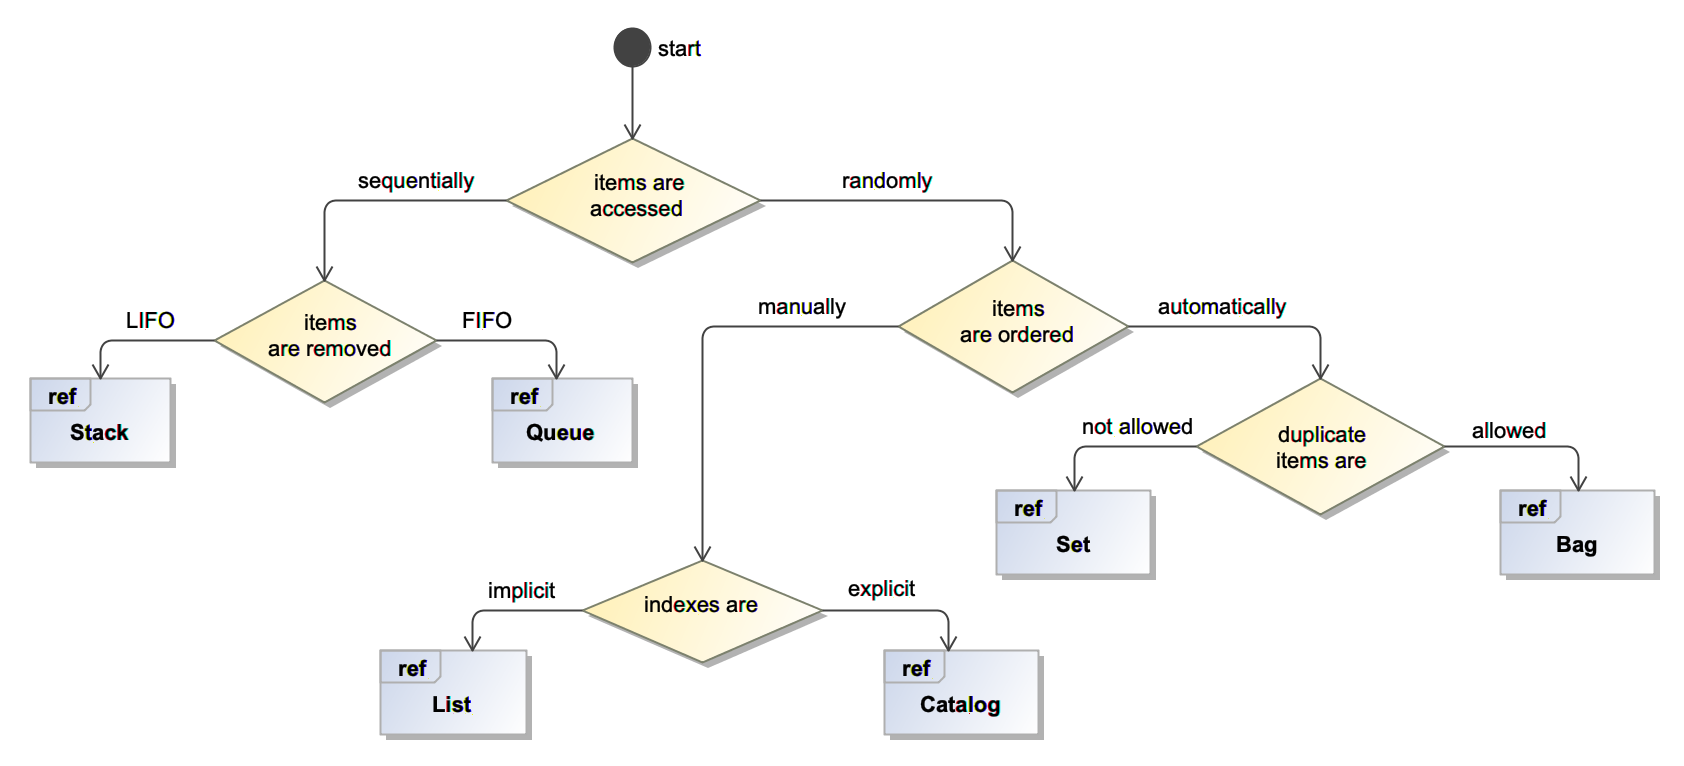 start
items are
accessed
sequentially
randomly
items
are ordered
manually
automatically
items
are removed
LIFO
FIFO
ref
Stack
ref
Queue
duplicate
items are
not allowed
allowed
ref
Set
ref
Bag
indexes are
implicit
explicit
ref
List
ref
Catalog